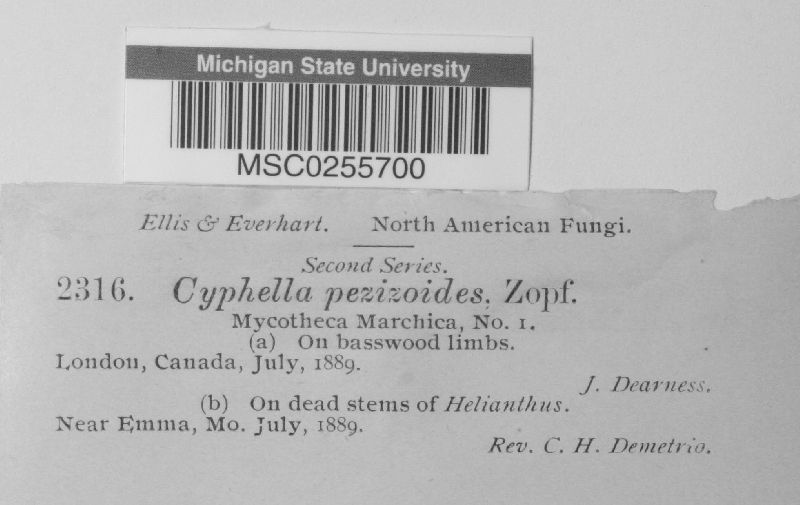 Michigan State University
MSC0255700
Ellis & Everhart. North American Fungi.
Second Series.
2316. Cyphella pezizoides, Zopf.
Mycotheca Marchica, No. 1.
(a) On basswood limbs.
London, Canada, July, 1889.
J. Dearness.
(b) On dead stems of Helianthus.
Near Emma, Mo. July, 1889.
Rev. C. H. Demetrio.